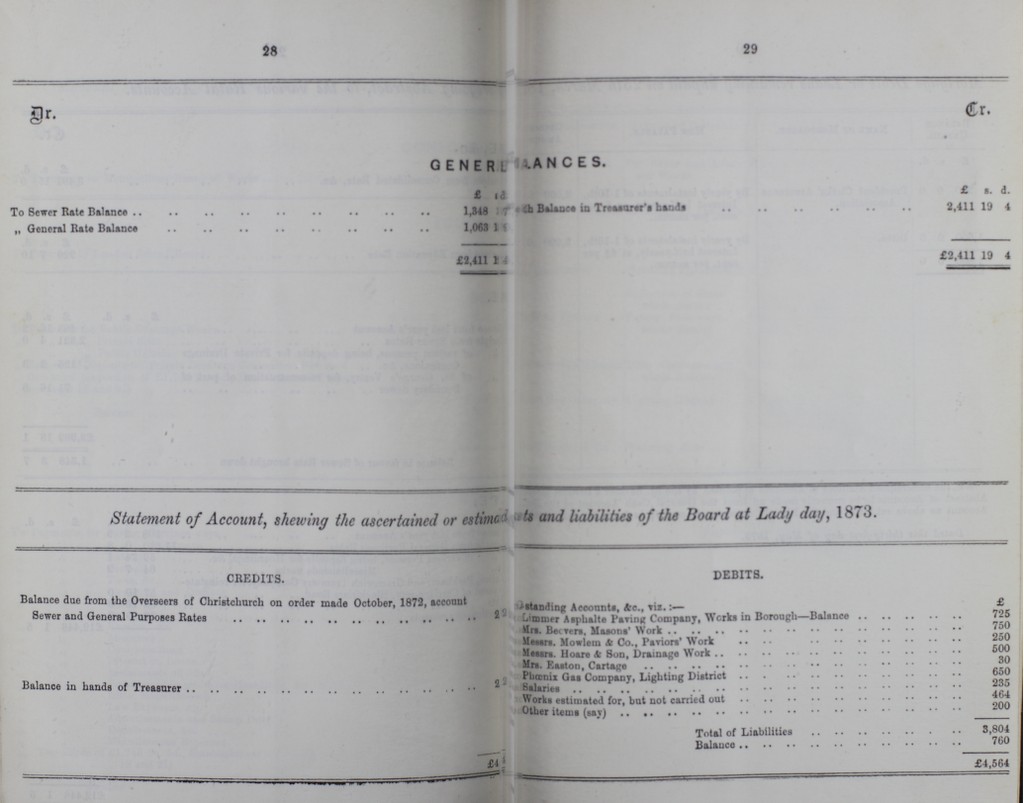 28
Dr.
GENER
£
To Sewer Rate Balance .. .. .. .. .. .. .. .. .. .. 1,348
„ General Rate Balance .. .. .. .. .. .. .. .. .. 1,063
£2,411
Statement of Account, shewing the ascertained or
CREDITS.
Balance due from the Overseers of Christchurch on order made October, 1872, account
Sewer and General Purposes Rates .. .. .. .. .. .. .. .. .. .. .. .. ..
Balance in hands of Treasurer .. .. .. .. .. .. .. .. .. .. .. .. .. ..
£4
29
Cr.
LANCES.
£ s. d.
Balance in Treasurer's hands .. .. .. .. .. .. .. .. 2,411 19 4
£2,411 19 4
and liabilities of the Board at Lady day, 1873.
DEBITS.
£
standing Accounts, &c., viz. :—
Limmer Asphalte Paving Company, Works in Borough—Balance .. .. .. .. .. .. 725
Mrs. Beevers, Masons' Work .. .. .. .. .. .. .. .. .. .. .. .. .. 750
Messrs. Mowlem & Co., Paviors' Work .. .. .. .. .. .. .. .. .. .. 250
Messrs. Hoare & Son, Drainage Work .. .. .. .. .. .. .. .. .. .. .. 500
Mrs. Easton, Cartage .. .. .. .. .. .. .. .. .. .. .. .. .. .. 30
Phœnix Gas Company, Lighting District .. .. .. .. .. .. .. .. .. .. 650
Salaries .. .. .. .. .. .. .. .. .. .. .. .. .. .. .. .. .. 235
Works estimated for, but not carried out .. .. .. .. .. .. .. .. .. .. 464
Other items (say) .. .. .. .. .. .. .. .. .. .. .. .. .. .. .. 200
Total of Liabilities .. .. .. .. .. .. 3,804
Balance .. .. .. .. .. .. .. .. .. 760
£4,564